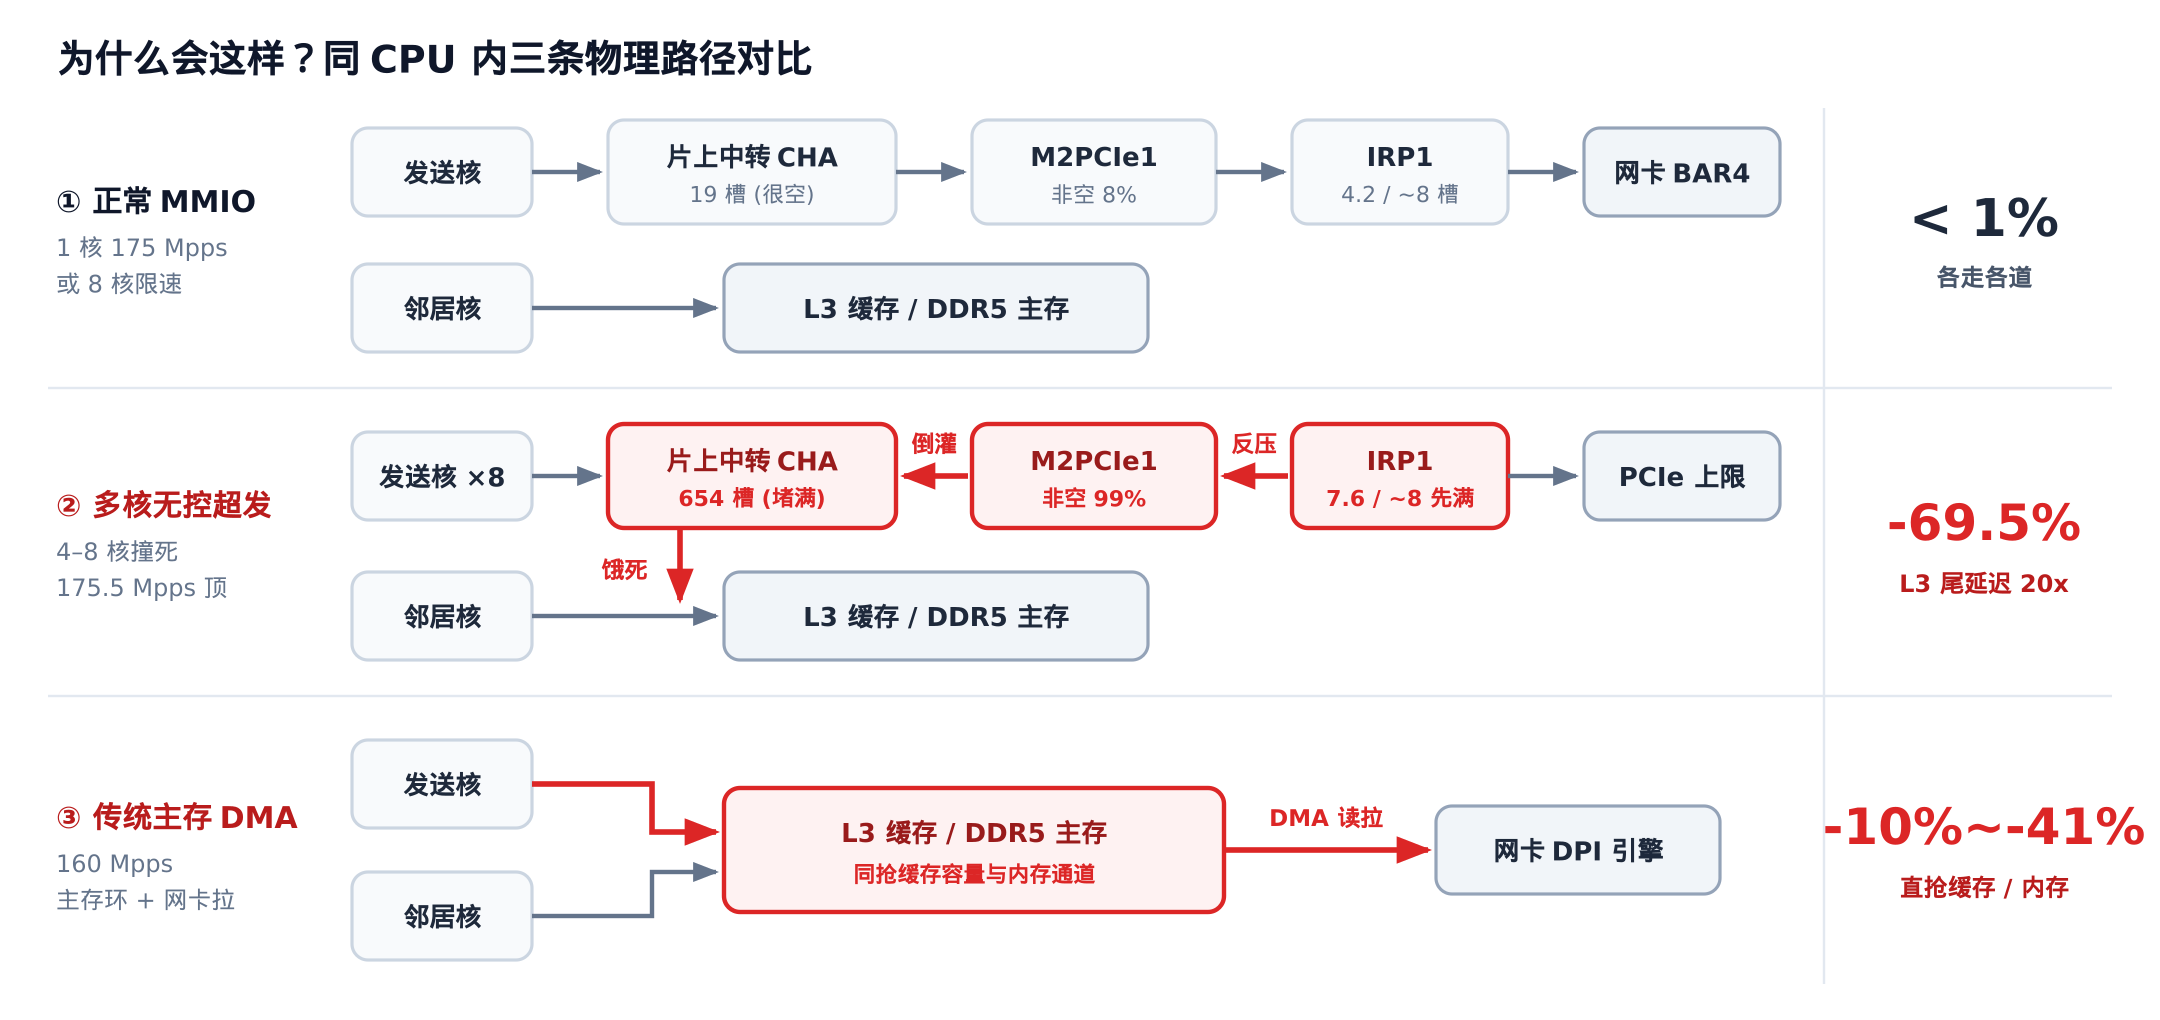 为什么会这样？同 CPU 内三条物理路径对比
① 正常 MMIO
1 核 175 Mpps
或 8 核限速
发送核
片上中转 CHA
19 槽 (很空)
M2PCIe1
非空 8%
IRP1
4.2 / ~8 槽
网卡 BAR4
邻居核
L3 缓存 / DDR5 主存
< 1%
各走各道
② 多核无控超发
4–8 核撞死
175.5 Mpps 顶
发送核 ×8
片上中转 CHA
654 槽 (堵满)
倒灌
M2PCIe1
非空 99%
反压
IRP1
7.6 / ~8 先满
PCIe 上限
饿死
邻居核
L3 缓存 / DDR5 主存
-69.5%
L3 尾延迟 20x
③ 传统主存 DMA
160 Mpps
主存环 + 网卡拉
发送核
邻居核
L3 缓存 / DDR5 主存
同抢缓存容量与内存通道
DMA 读拉
网卡 DPI 引擎
-10%~-41%
直抢缓存 / 内存